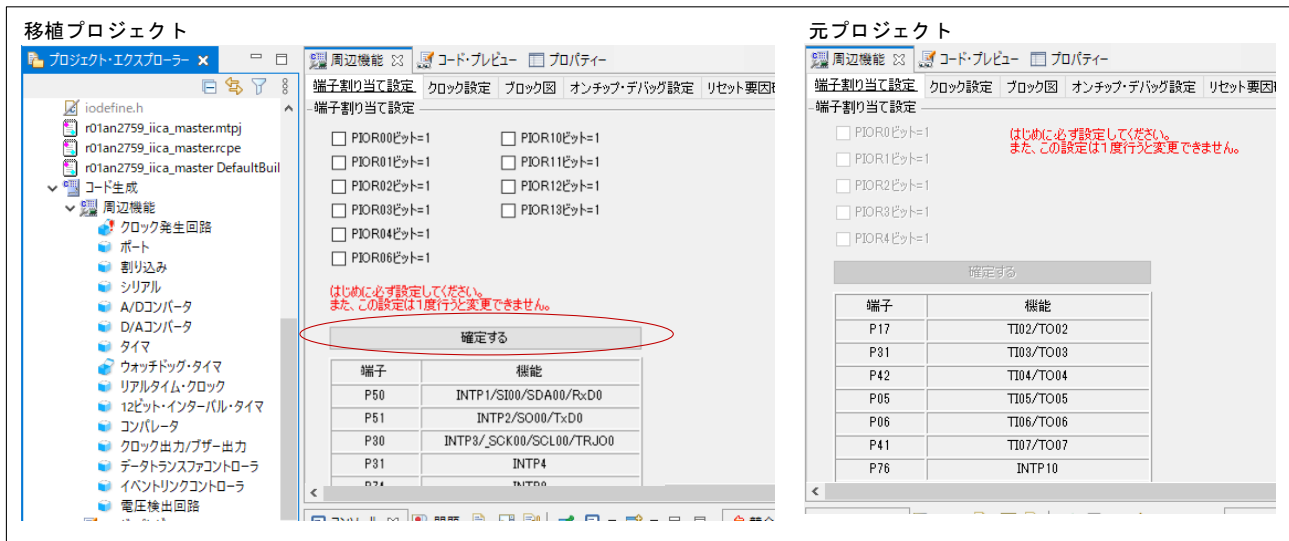 移植プロジェクト
プロジェクト・エクスプローラー
iodefine.h
r01an2759_iica_master.mtpj
r01an2759_iica_master.rcpe
r01an2759_iica_master DefaultBuil
コード生成
周辺機能
クロック発生回路
ポート
割り込み
シリアル
A/Dコンバータ
D/Aコンバータ
タイマ
ウォッチドッグ・タイマ
リアルタイム・クロック
12ビット・インターバル・タイマ
コンパレータ
クロック出力/ブザー出力
データトランスファコントローラ
イベントリンクコントローラ
電圧検出回路
周辺機能 コード・プレビュー プロパティー
端子割り当て設定 クロック設定 ブロック図 オンチップ・デバッグ設定 リセット要因
端子割り当て設定
PIOR00ビット=1 PIOR10ビット=1
PIOR01ビット=1 PIOR11ビット=1
PIOR02ビット=1 PIOR12ビット=1
PIOR03ビット=1 PIOR13ビット=1
PIOR04ビット=1
PIOR06ビット=1
はじめに必ず設定してください。
また、この設定は1度行うと変更できません。
確定する
端子 機能
P50 INTP1/SI00/SDA00/RxD0
P51 INTP2/SO00/TxD0
P30 INTP3/_SCK00/SCL00/TRJO0
P31 INTP4
元プロジェクト
周辺機能 コード・プレビュー プロパティー
端子割り当て設定 クロック設定 ブロック図 オンチップ・デバッグ設定 リセット要因
端子割り当て設定
PIOR0ビット=1
PIOR1ビット=1
PIOR2ビット=1
PIOR3ビット=1
PIOR4ビット=1
はじめに必ず設定してください。
また、この設定は1度行うと変更できません。
確定する
端子 機能
P17 TI02/TO02
P31 TI03/TO03
P42 TI04/TO04
P05 TI05/TO05
P06 TI06/TO06
P41 TI07/TO07
P76 INTP10